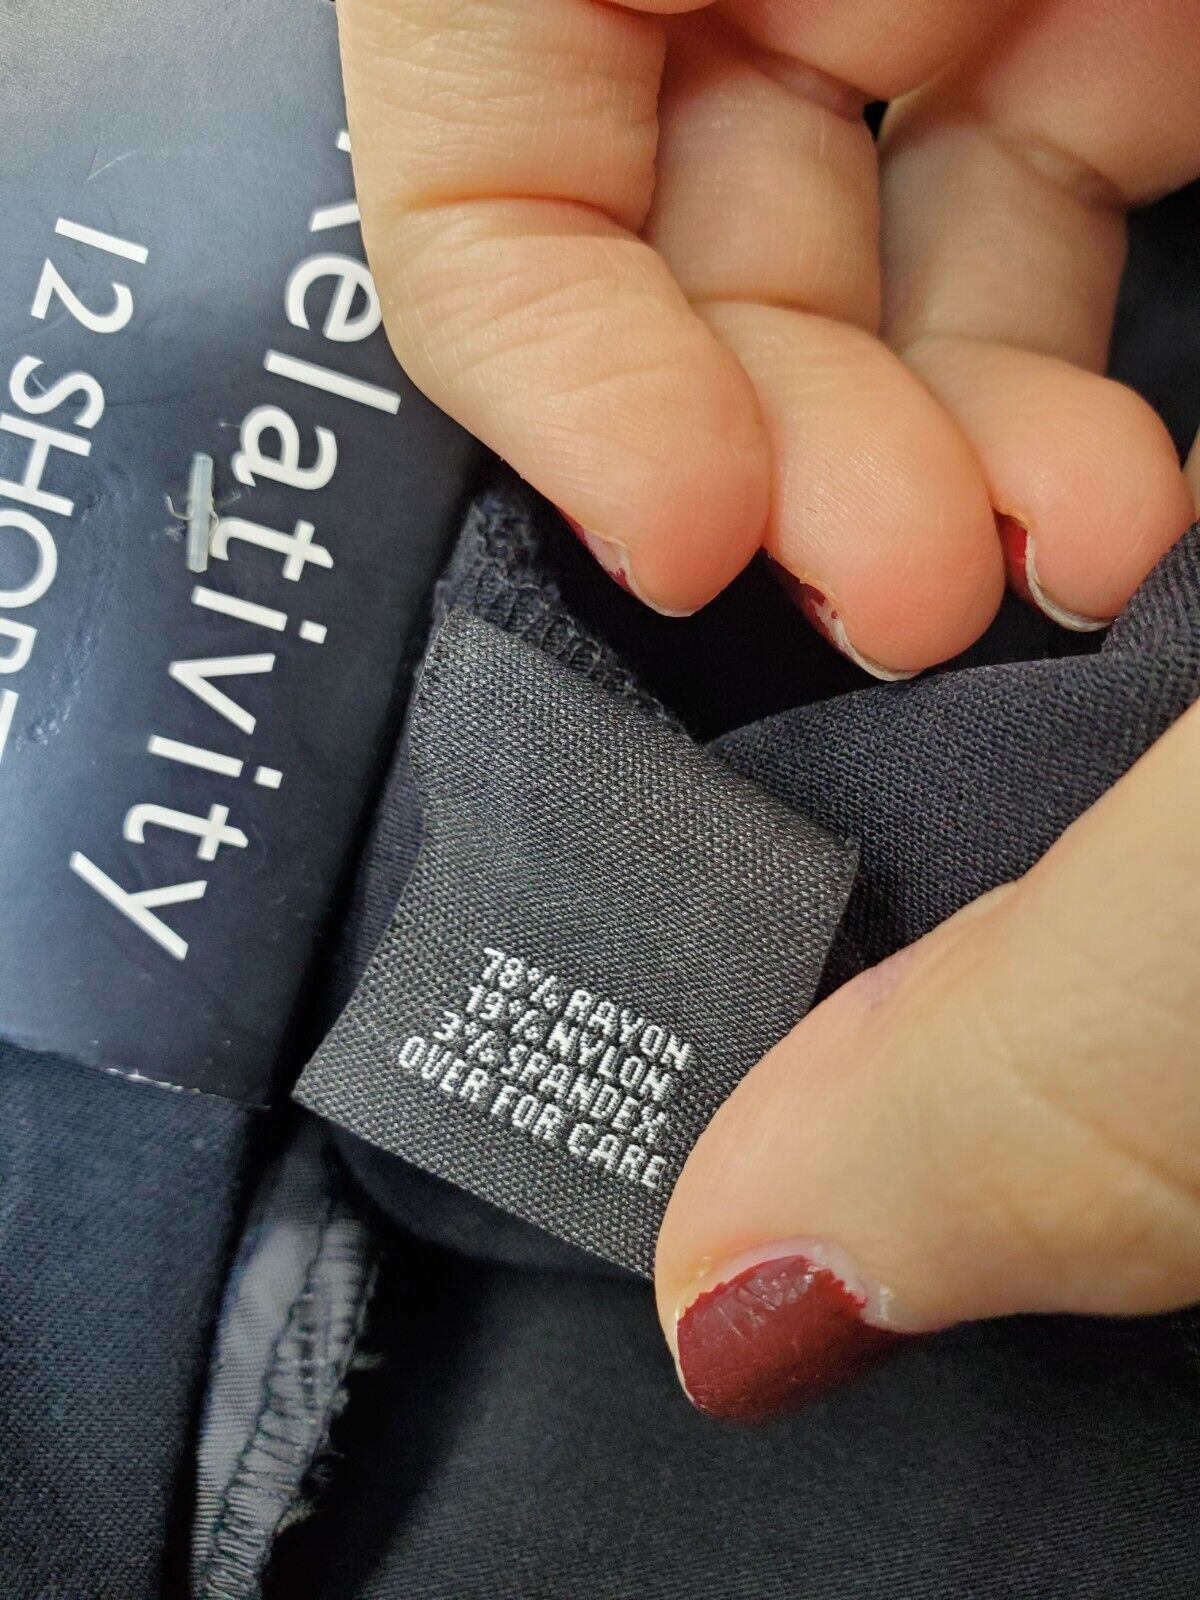 Relativity
12 SHORT
78% RAYON
19% NYLON
3% SPANDEX
OVER FOR CARE